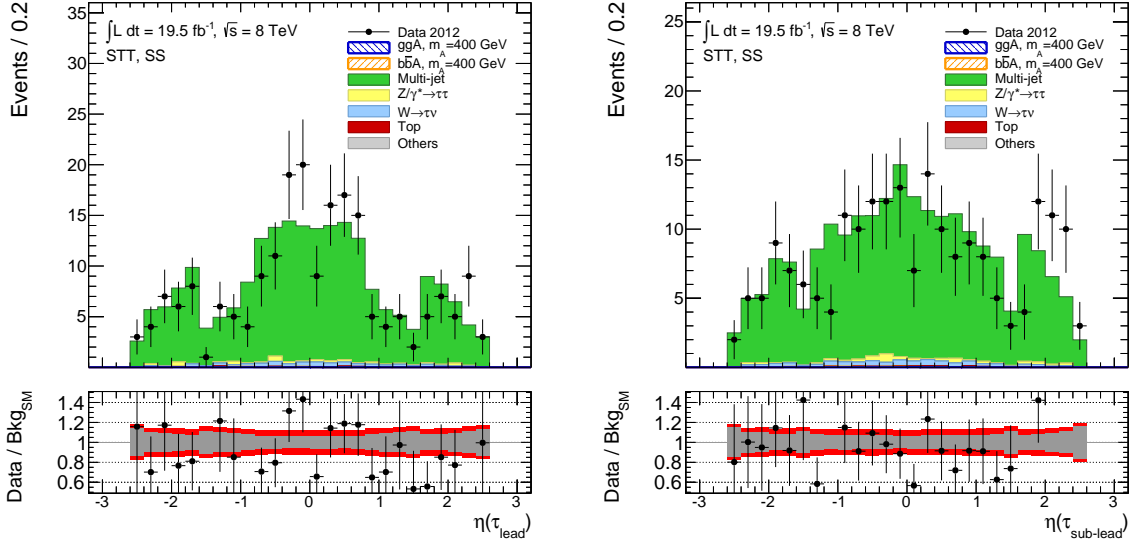 Events / 0.2
35
30
25
20
15
10
5
∫L dt = 19.5 fb⁻¹, √s = 8 TeV
STT, SS
Data 2012
ggA, m_A=400 GeV
bb̄A, m_A=400 GeV
Multi-jet
Z/γ*→ττ
W→τν
Top
Others
Data / Bkg_SM
1.4
1.2
1
0.8
0.6
-3 -2 -1 0 1 2 3
η(τ_lead)
Events / 0.2
25
20
15
10
5
∫L dt = 19.5 fb⁻¹, √s = 8 TeV
STT, SS
Data 2012
ggA, m_A=400 GeV
bb̄A, m_A=400 GeV
Multi-jet
Z/γ*→ττ
W→τν
Top
Others
Data / Bkg_SM
1.4
1.2
1
0.8
0.6
-3 -2 -1 0 1 2 3
η(τ_sub-lead)